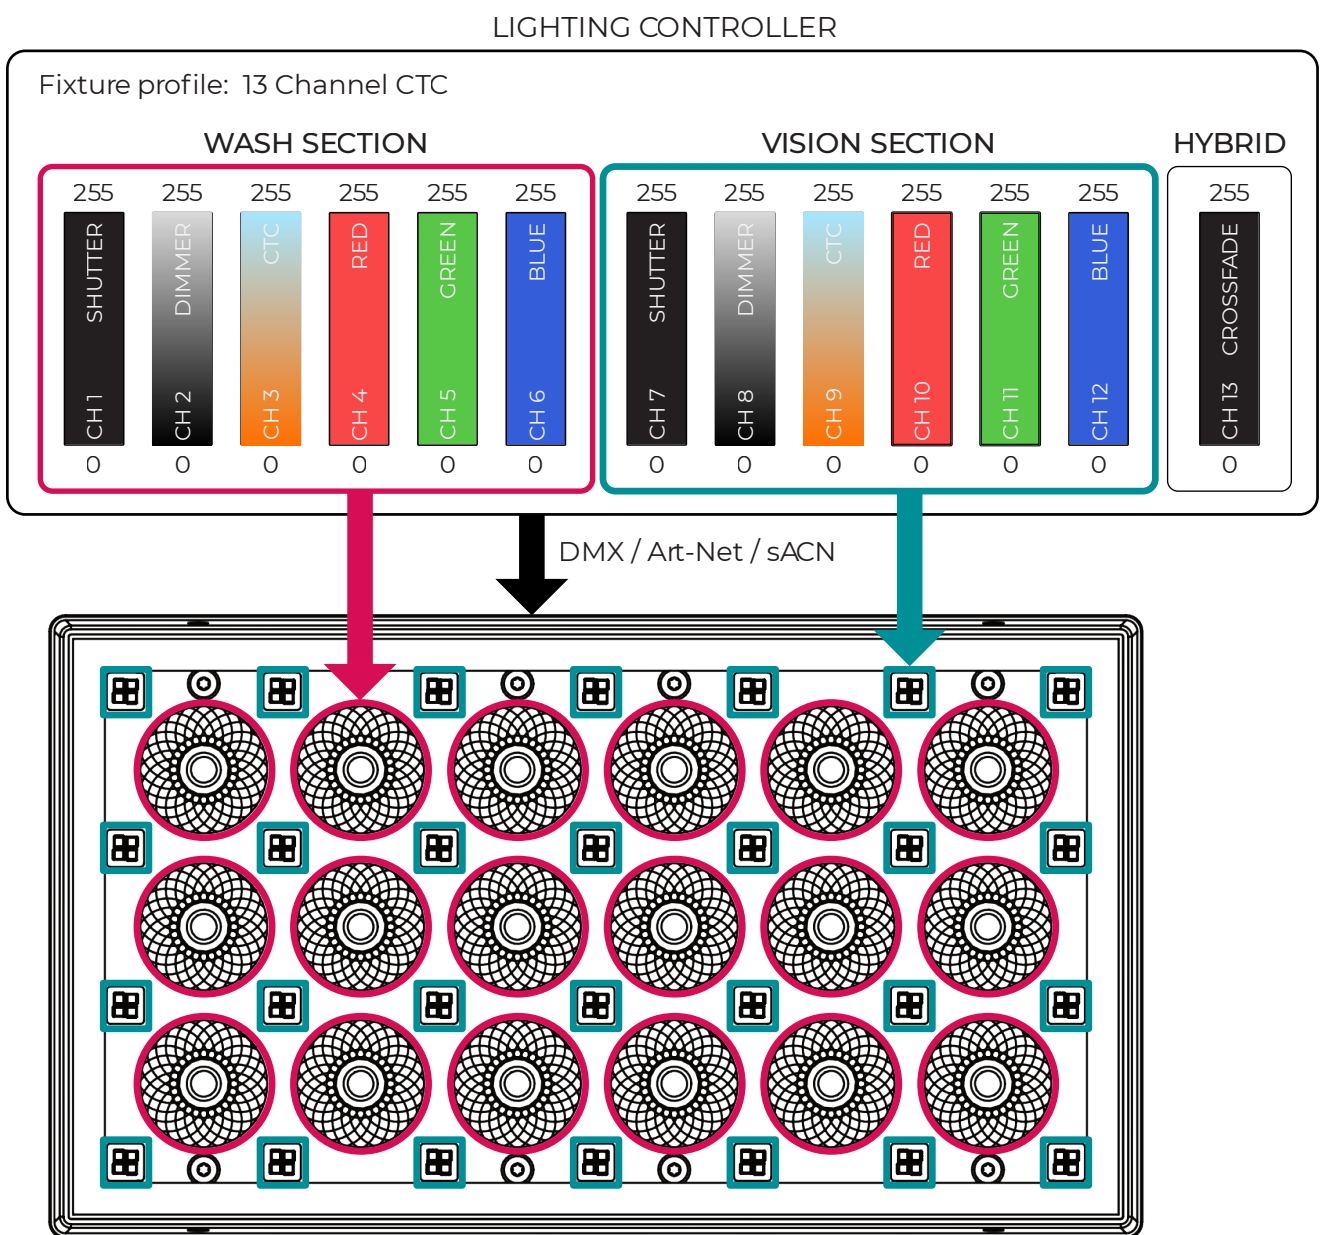 LIGHTING CONTROLLER
Fixture profile: 13 Channel CTC
WASH SECTION
VISION SECTION
HYBRID
255 255 255 255 255 255 255 255 255 255 255 255 255
CH 1 SHUTTER
CH 2 DIMMER
CH 3 CTC
CH 4 RED
CH 5 GREEN
CH 6 BLUE
CH 7 SHUTTER
CH 8 DIMMER
CH 9 CTC
CH 10 RED
CH 11 GREEN
CH 12 BLUE
CH 13 CROSSFADE
0 0 0 0 0 0 0 0 0 0 0 0 0
DMX / Art-Net / sACN